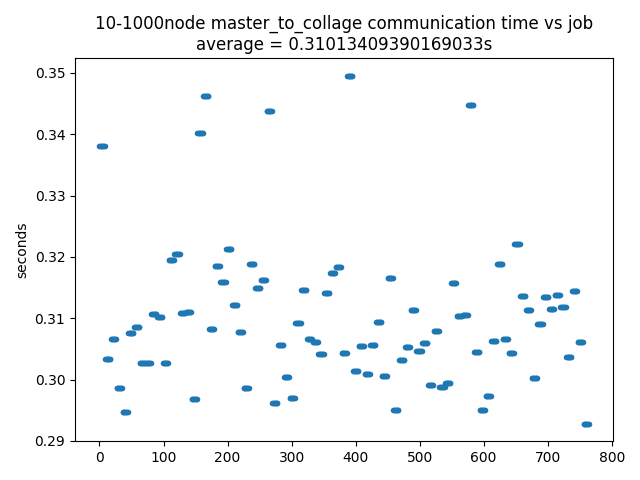 10-1000node master_to_collage communication time vs job
average = 0.31013409390169033s
0.35
0.34
0.33
0.32
0.31
0.30
0.29
seconds
0 100 200 300 400 500 600 700 800